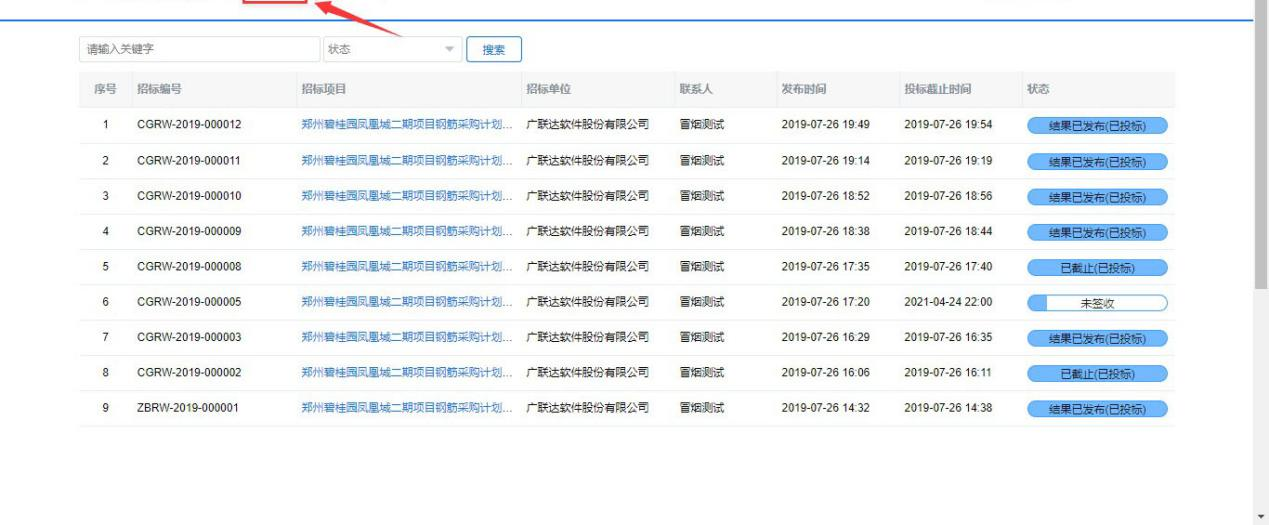 请输入关键字 状态 搜索
序号 招标编号 招标项目 招标单位 联系人 发布时间 投标截止时间 状态
1 CGRW-2019-000012 郑州碧桂园凤凰城二期项目钢筋采购计划... 广联达软件股份有限公司 冒烟测试 2019-07-26 19:49 2019-07-26 19:54 结果已发布(已投标)
2 CGRW-2019-000011 郑州碧桂园凤凰城二期项目钢筋采购计划... 广联达软件股份有限公司 冒烟测试 2019-07-26 19:14 2019-07-26 19:19 结果已发布(已投标)
3 CGRW-2019-000010 郑州碧桂园凤凰城二期项目钢筋采购计划... 广联达软件股份有限公司 冒烟测试 2019-07-26 18:52 2019-07-26 18:56 结果已发布(已投标)
4 CGRW-2019-000009 郑州碧桂园凤凰城二期项目钢筋采购计划... 广联达软件股份有限公司 冒烟测试 2019-07-26 18:38 2019-07-26 18:44 结果已发布(已投标)
5 CGRW-2019-000008 郑州碧桂园凤凰城二期项目钢筋采购计划... 广联达软件股份有限公司 冒烟测试 2019-07-26 17:35 2019-07-26 17:40 已截止(已投标)
6 CGRW-2019-000005 郑州碧桂园凤凰城二期项目钢筋采购计划... 广联达软件股份有限公司 冒烟测试 2019-07-26 17:20 2021-04-24 22:00 未签收
7 CGRW-2019-000003 郑州碧桂园凤凰城二期项目钢筋采购计划... 广联达软件股份有限公司 冒烟测试 2019-07-26 16:29 2019-07-26 16:35 结果已发布(已投标)
8 CGRW-2019-000002 郑州碧桂园凤凰城二期项目钢筋采购计划... 广联达软件股份有限公司 冒烟测试 2019-07-26 16:06 2019-07-26 16:11 已截止(已投标)
9 ZBRW-2019-000001 郑州碧桂园凤凰城二期项目钢筋采购计划... 广联达软件股份有限公司 冒烟测试 2019-07-26 14:32 2019-07-26 14:38 结果已发布(已投标)